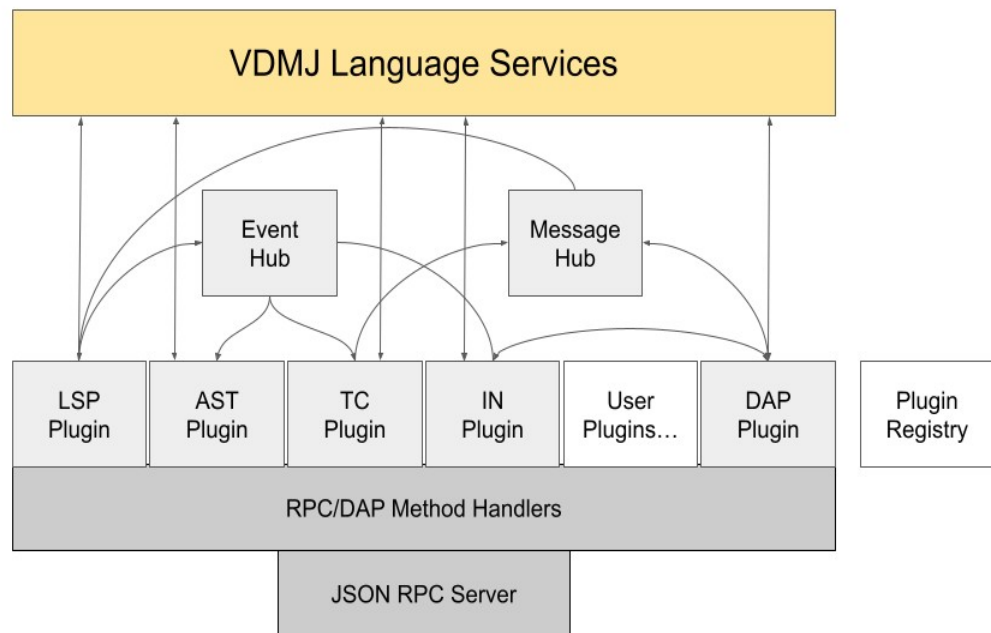 VDMJ Language Services
Event
Hub
Message
Hub
LSP
Plugin
AST
Plugin
TC
Plugin
IN
Plugin
User
Plugins…
DAP
Plugin
Plugin
Registry
RPC/DAP Method Handlers
JSON RPC Server